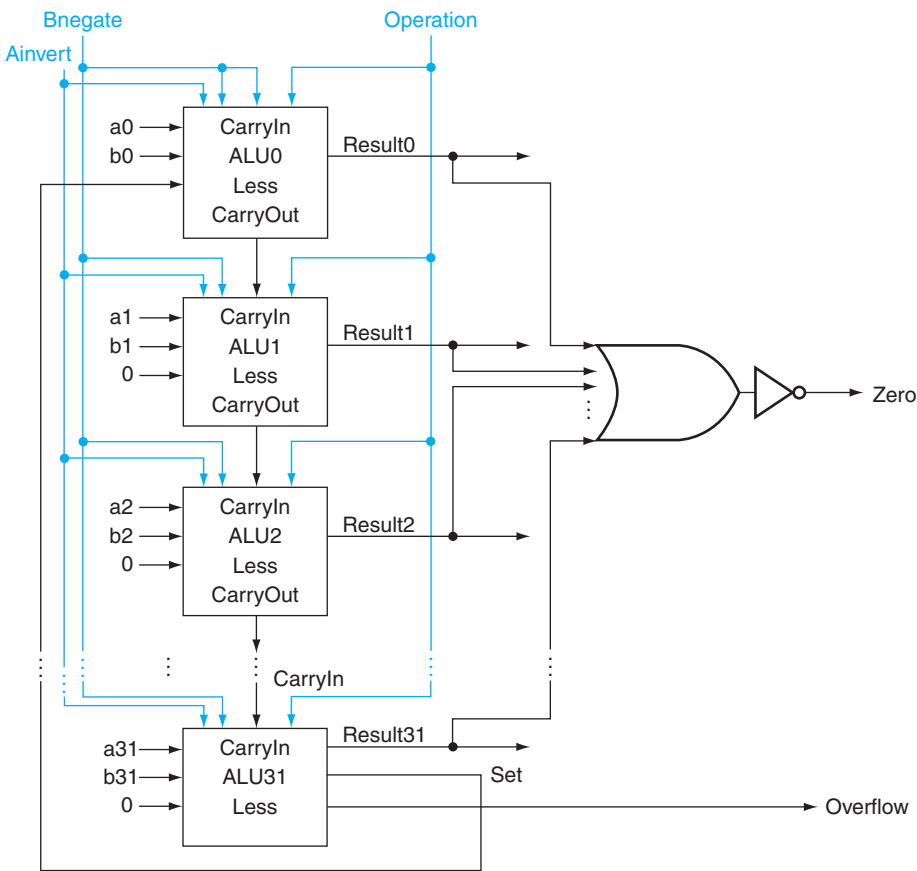 Bnegate
Operation
Ainvert
a0
b0
CarryIn
ALU0
Less
CarryOut
Result0
a1
b1
0
CarryIn
ALU1
Less
CarryOut
Result1
Zero
a2
b2
0
CarryIn
ALU2
Less
CarryOut
Result2
CarryIn
a31
b31
0
CarryIn
ALU31
Less
Result31
Set
Overflow